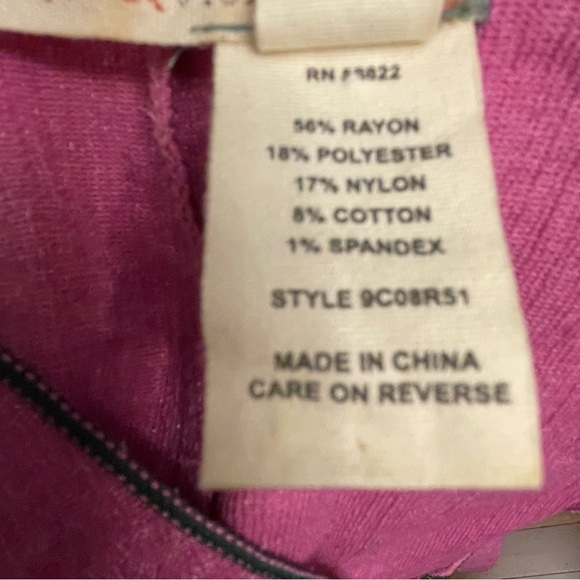 RN
56% RAYON
18% POLYESTER
17% NYLON
8% COTTON
1% SPANDEX
STYLE 9C08R51
MADE IN CHINA
CARE ON REVERSE